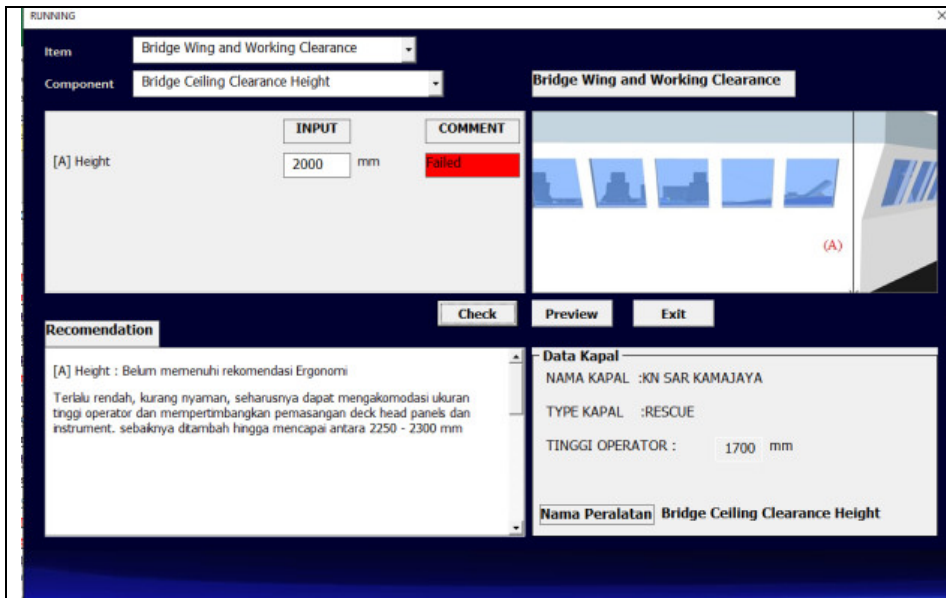 RUNNING
Item Bridge Wing and Working Clearance
Component Bridge Ceiling Clearance Height
Bridge Wing and Working Clearance
INPUT COMMENT
[A] Height 2000 mm Failed
(A)
Check Preview Exit
Recomendation
[A] Height : Belum memenuhi rekomendasi Ergonomi
Terlalu rendah, kurang nyaman, seharusnya dapat mengakomodasi ukuran
tinggi operator dan mempertimbangkan pemasangan deck head panels dan
instrument. sebaiknya ditambah hingga mencapai antara 2250 - 2300 mm
Data Kapal
NAMA KAPAL :KN SAR KAMAJAYA
TYPE KAPAL :RESCUE
TINGGI OPERATOR : 1700 mm
Nama Peralatan Bridge Ceiling Clearance Height